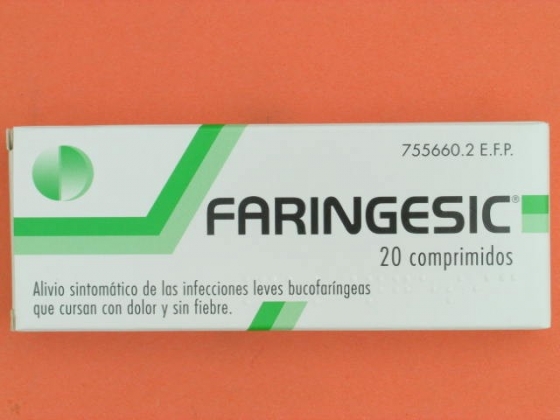 755660.2 E.F.P.
FARINGESIC®
20 comprimidos
Alivio sintomático de las infecciones leves bucofaríngeas
que cursan con dolor y sin fiebre.